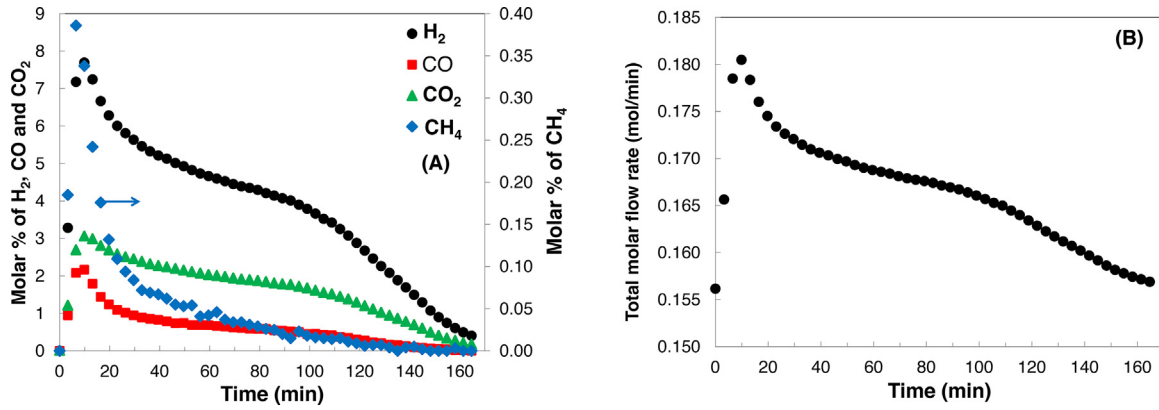 Molar % of H₂, CO and CO₂
9
8
7
6
5
4
3
2
1
0
0.40
0.35
0.30
0.25
0.20
0.15
0.10
0.05
0.00
Molar % of CH₄
H₂
CO
CO₂
CH₄
(A)
0 20 40 60 80 100 120 140 160
Time (min)
Total molar flow rate (mol/min)
0.185
0.180
0.175
0.170
0.165
0.160
0.155
0.150
(B)
0 20 40 60 80 100 120 140 160
Time (min)